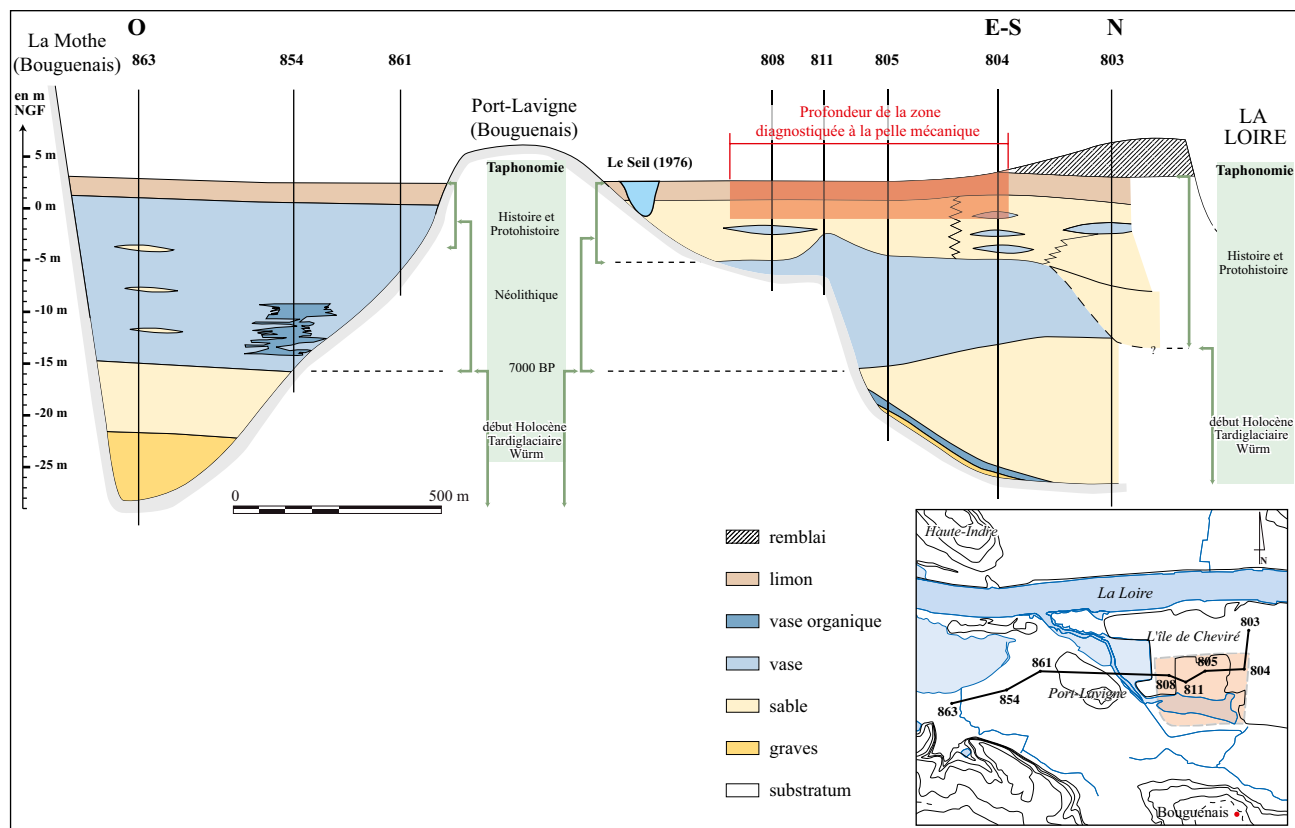 O
E-S
N
La Mothe
(Bouguenais)
863
854
861
808
811
805
804
803
en m
NGF
Port-Lavigne
(Bouguenais)
Profondeur de la zone
diagnostiquée à la pelle mécanique
LA
LOIRE
5 m
0 m
-5 m
-10 m
-15 m
-20 m
-25 m
Taphonomie
Histoire et
Protohistoire
Néolithique
7000 BP
début Holocène
Tardiglaciaire
Würm
Le Seil (1976)
?
Taphonomie
Histoire et
Protohistoire
début Holocène
Tardiglaciaire
Würm
0
500 m
remblai
limon
vase organique
vase
sable
graves
substratum
Haute-Indre
N
La Loire
L'île de Cheviré
803
861
805
808
804
811
854
Port-Lavigne
863
Bouguenais